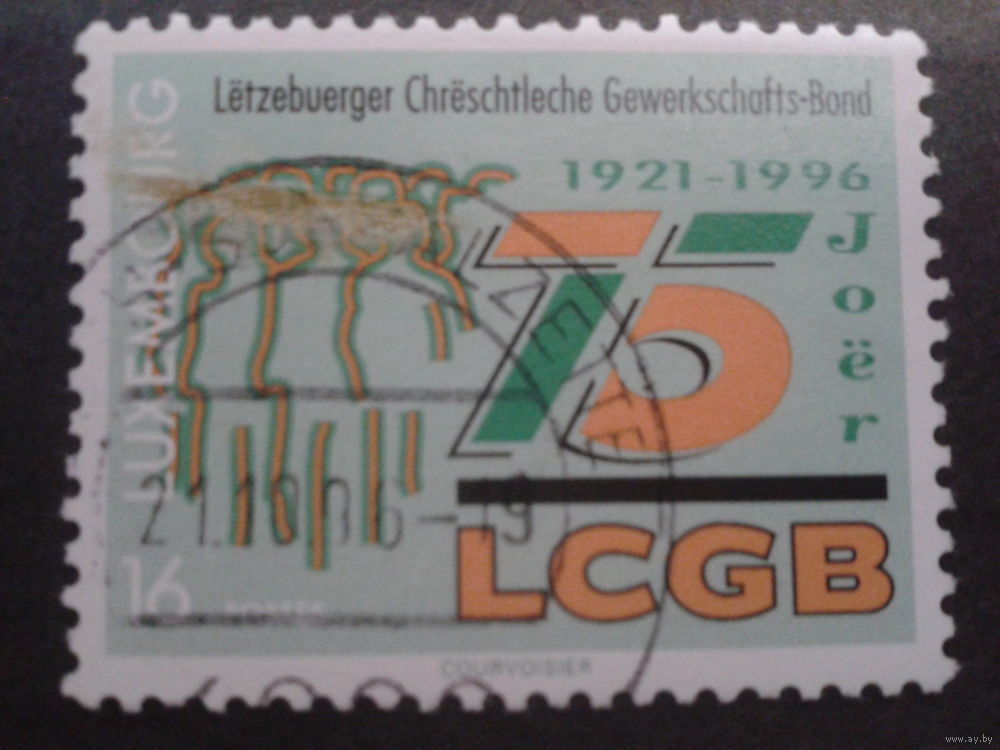 Lëtzebuerger Chrëschtleche Gewerkschafts-Bond
1921-1996
75
Joër
LCGB
LUXEMBOURG
16
POSTES
COURVOISIER
www.ay.by